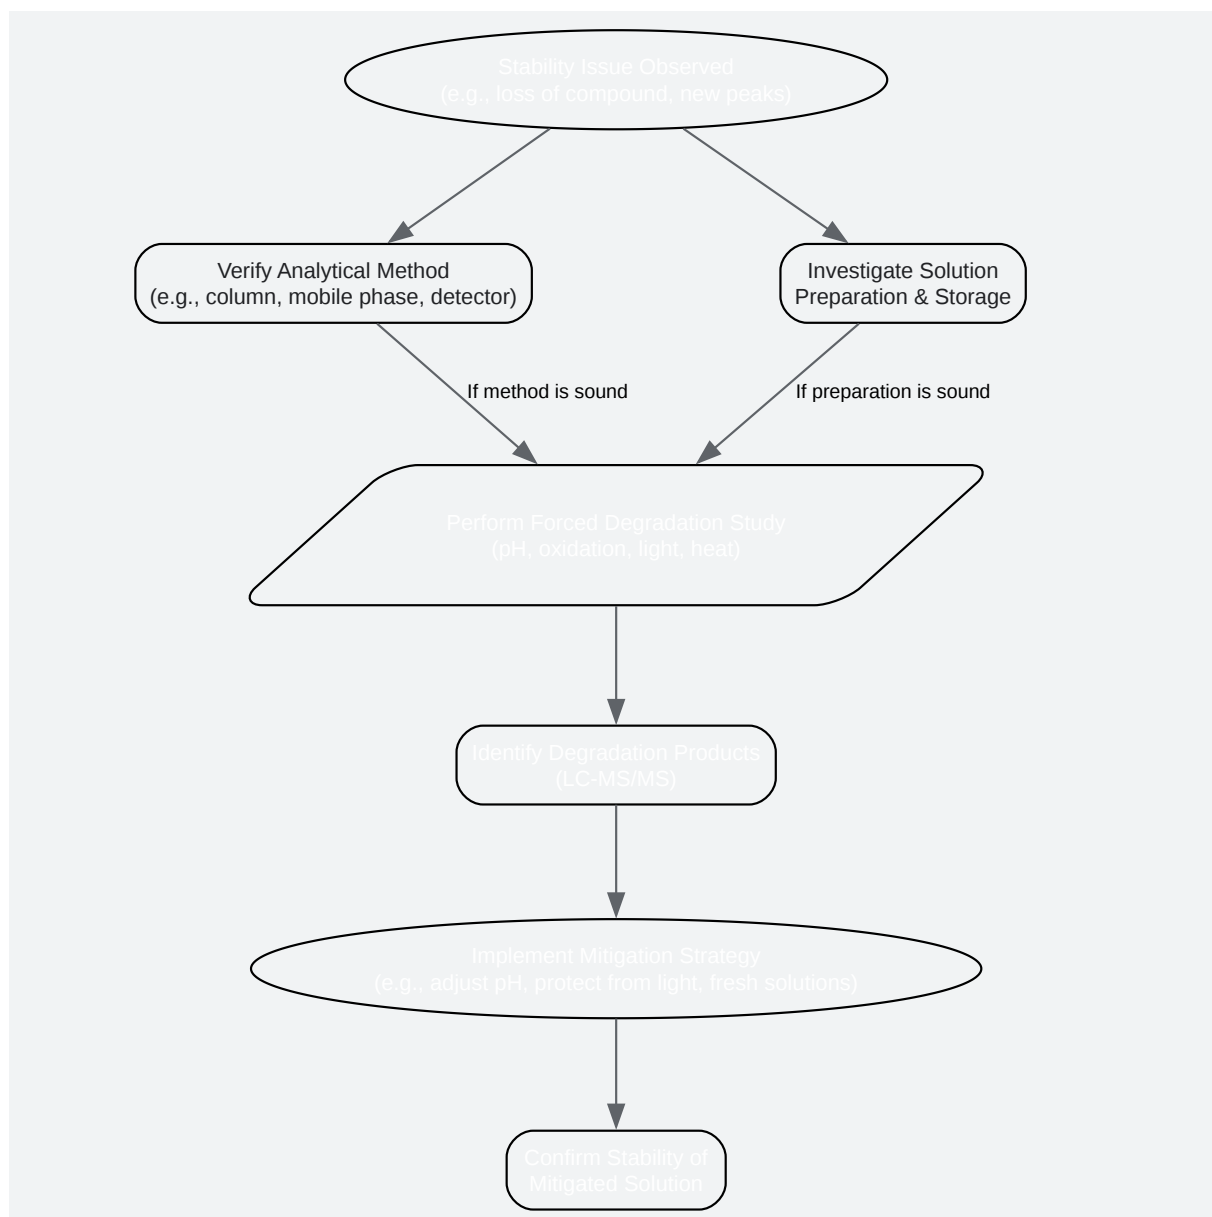 Stability Issue Observed
(e.g., loss of compound, new peaks)
Verify Analytical Method
(e.g., column, mobile phase, detector)
Investigate Solution
Preparation & Storage
If method is sound
If preparation is sound
Perform Forced Degradation Study
(pH, oxidation, light, heat)
Identify Degradation Products
(LC-MS/MS)
Implement Mitigation Strategy
(e.g., adjust pH, protect from light, fresh solutions)
Confirm Stability of
Mitigated Solution